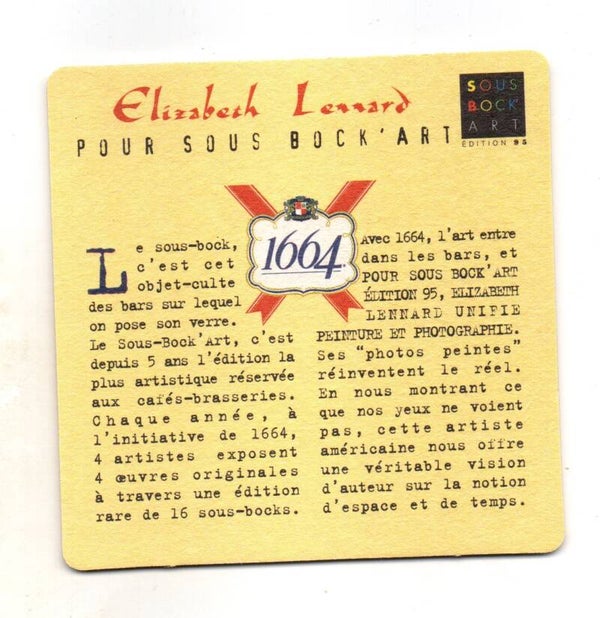 Elizabeth Lennard
POUR SOUS BOCK'ART
SOUS
BOCK'
ART
ÉDITION 95
1664
Le sous-bock,
c'est cet
objet-culte
des bars sur lequel
on pose son verre.
Le Sous-Bock'Art, c'est
depuis 5 ans l'édition la
plus artistique réservée
aux cafés-brasseries.
Chaque année, à
l'initiative de 1664,
4 artistes exposent
4 œuvres originales
à travers une édition
rare de 16 sous-bocks.
Avec 1664, l'art entre
dans les bars, et
POUR SOUS BOCK'ART
ÉDITION 95, ELIZABETH
LENNARD UNIFIE
PEINTURE ET PHOTOGRAPHIE.
Ses "photos peintes"
réinventent le réel.
En nous montrant ce
que nos yeux ne voient
pas, cette artiste
américaine nous offre
une véritable vision
d'auteur sur la notion
d'espace et de temps.